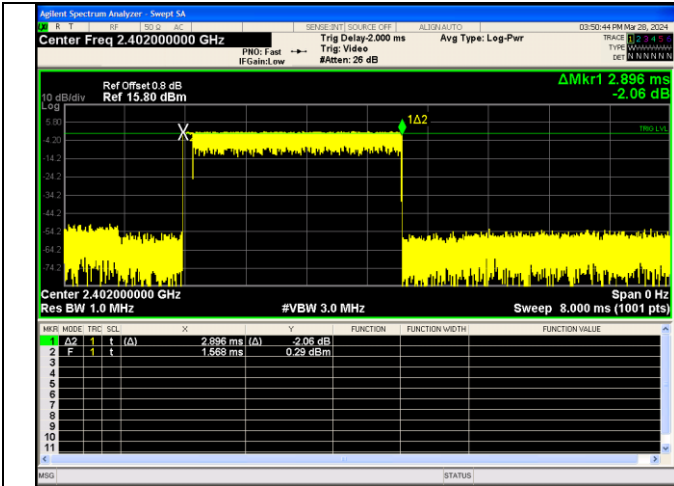 Agilent Spectrum Analyzer - Swept SA
R T RF 50 Ω AC SENSE:INT SOURCE OFF ALIGNAUTO 03:50:44 PM Mar 28, 2024
Center Freq 2.402000000 GHz Trig Delay-2.000 ms Avg Type: Log-Pwr TRACE 1 2 3 4 5 6
PNO: Fast Trig: Video TYPE W
IFGain:Low #Atten: 26 dB DET N N N N N N
ΔMkr1 2.896 ms
-2.06 dB
Ref Offset 0.8 dB
10 dB/div Ref 15.80 dBm
Log
1Δ2
5.80
TRIG LVL
-4.20
-14.2
-24.2
-34.2
-44.2
-54.2
-64.2
-74.2
Center 2.402000000 GHz Span 0 Hz
Res BW 1.0 MHz #VBW 3.0 MHz Sweep 8.000 ms (1001 pts)
MKR MODE TRC SCL X Y FUNCTION FUNCTION WIDTH FUNCTION VALUE
1 Δ2 1 t (Δ) 2.896 ms (Δ) -2.06 dB
2 F 1 t 1.568 ms 0.29 dBm
3
4
5
6
7
8
9
10
11
MSG STATUS